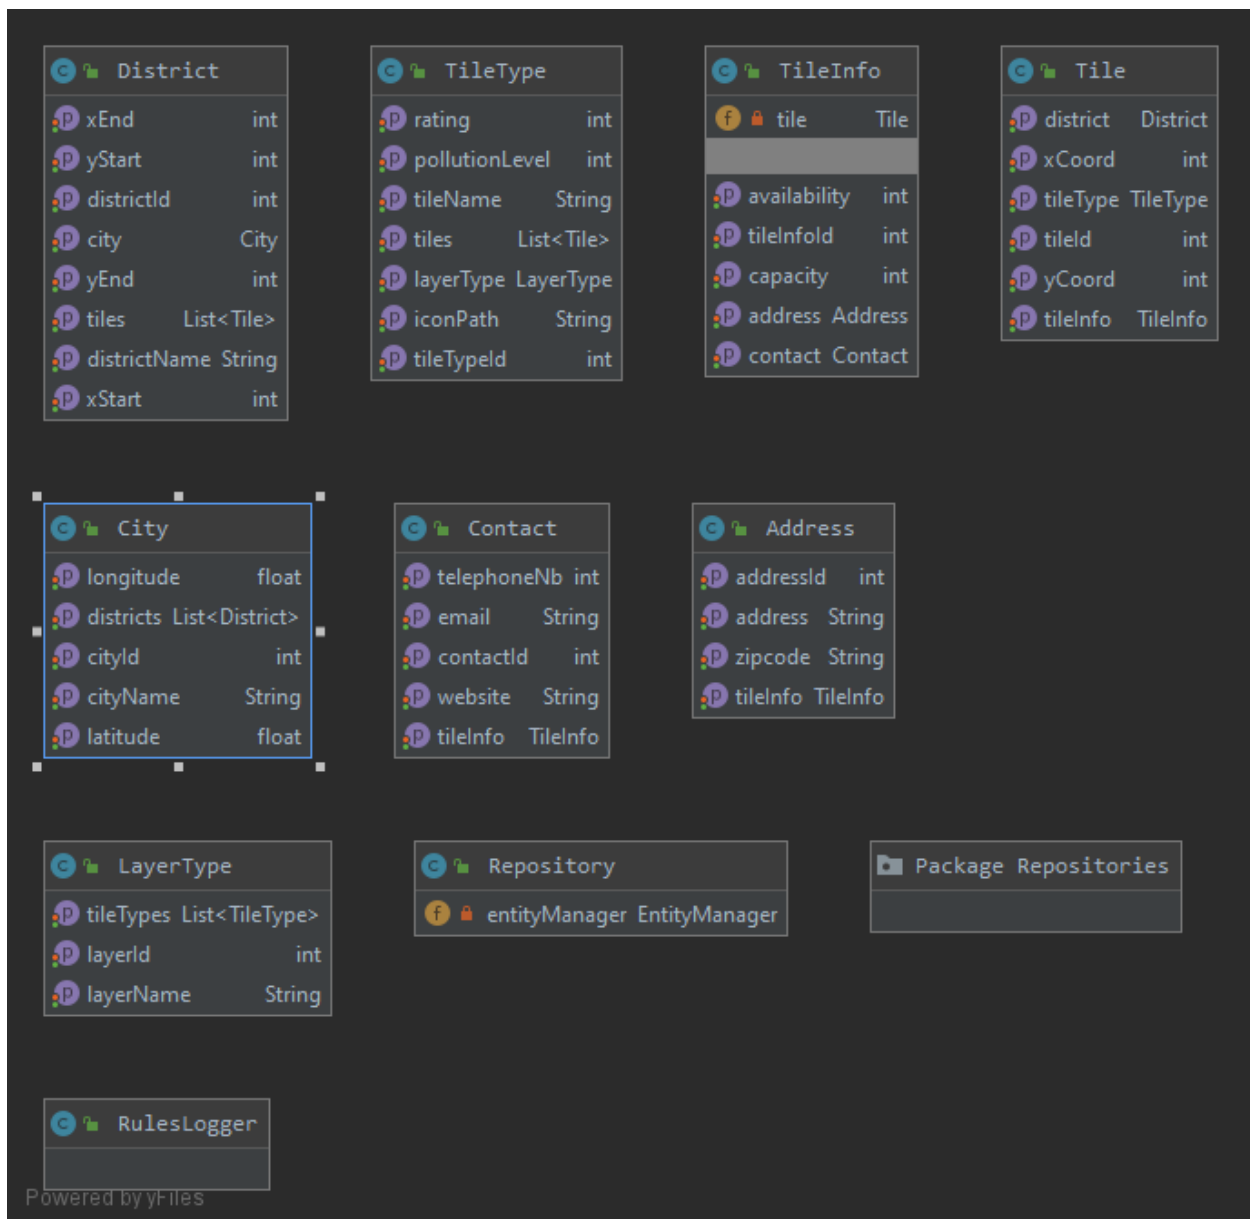 District
xEnd int
yStart int
districtId int
city City
yEnd int
tiles List<Tile>
districtName String
xStart int
TileType
rating int
pollutionLevel int
tileName String
tiles List<Tile>
layerType LayerType
iconPath String
tileTypeId int
TileInfo
tile Tile
availability int
tileInfoId int
capacity int
address Address
contact Contact
Tile
district District
xCoord int
tileType TileType
tileId int
yCoord int
tileInfo TileInfo
City
longitude float
districts List<District>
cityId int
cityName String
latitude float
Contact
telephoneNb int
email String
contactId int
website String
tileInfo TileInfo
Address
addressId int
address String
zipcode String
tileInfo TileInfo
LayerType
tileTypes List<TileType>
layerId int
layerName String
Repository
entityManager EntityManager
Package Repositories
RulesLogger
Powered by yFiles